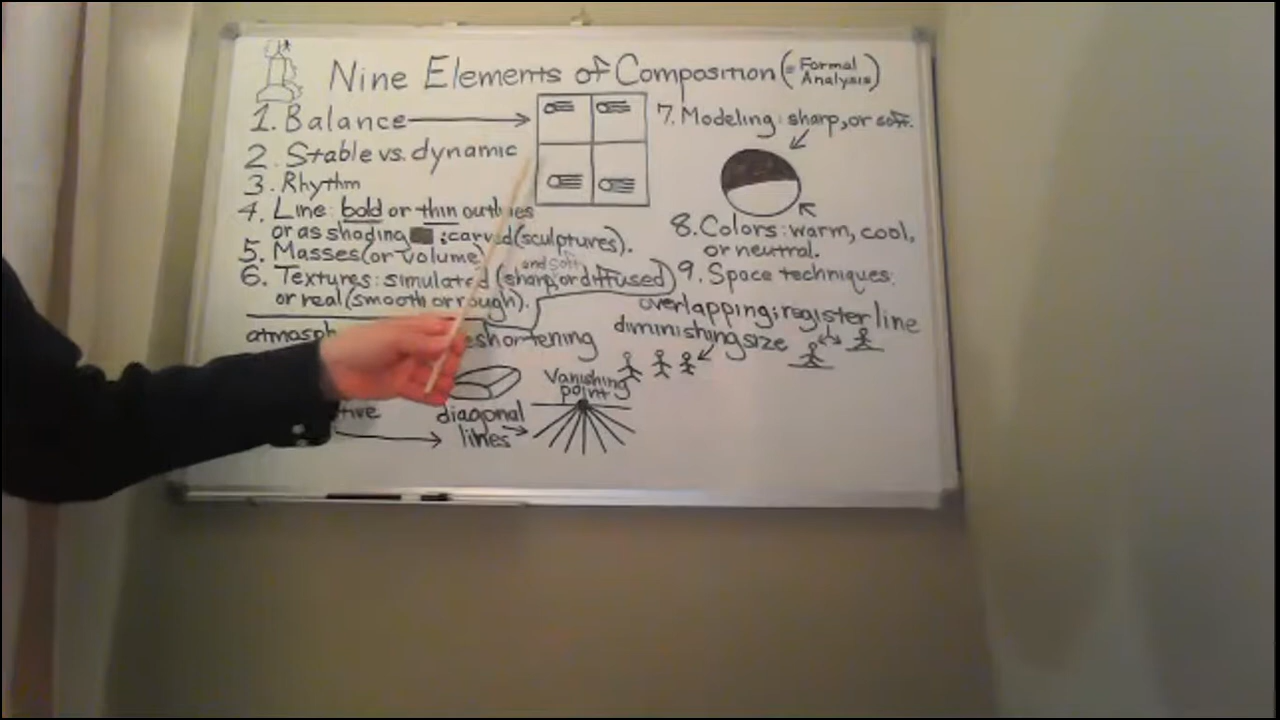 Nine Elements of Composition (= Formal Analysis)
1. Balance
2. Stable vs. dynamic
3. Rhythm
4. Line: bold or thin outlines
or as shading ; carved (sculptures).
5. Masses (or volume)
6. Textures: simulated (sharp, or diffused)
and soft
or real (smooth or rough).
7. Modeling: sharp, or soft.
8. Colors: warm, cool,
or neutral.
9. Space techniques:
overlapping; register line
diminishing size
diagonal
lines
Vanishing
point